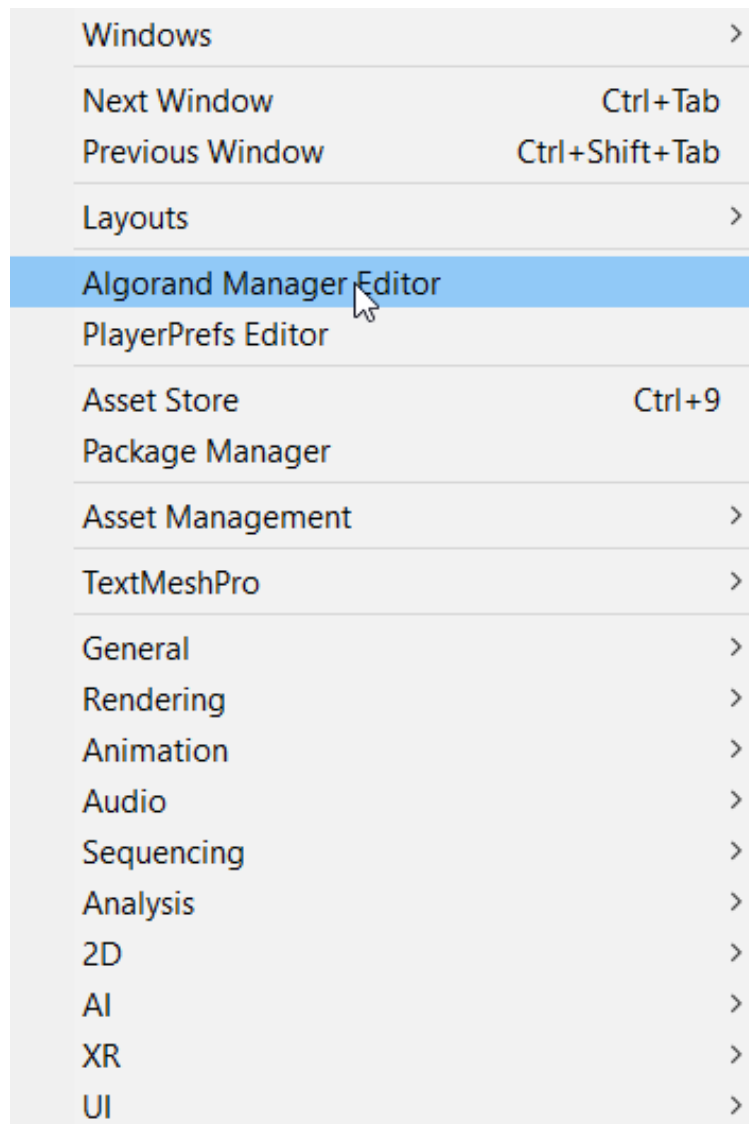 Windows >
Next Window Ctrl+Tab
Previous Window Ctrl+Shift+Tab
Layouts >
Algorand Manager Editor
PlayerPrefs Editor
Asset Store Ctrl+9
Package Manager
Asset Management >
TextMeshPro >
General >
Rendering >
Animation >
Audio >
Sequencing >
Analysis >
2D >
AI >
XR >
UI >